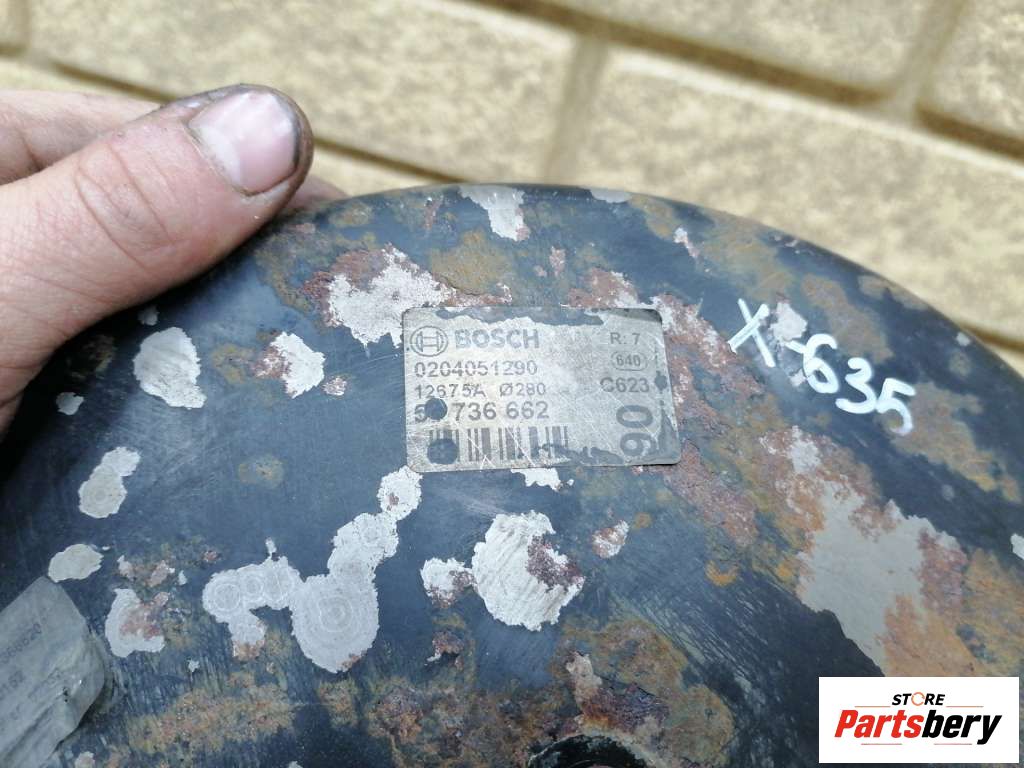 BOSCH R: 7
640
0204051290
12675A Ø280 C623
736 662
90
X-635
STORE
Partsbery